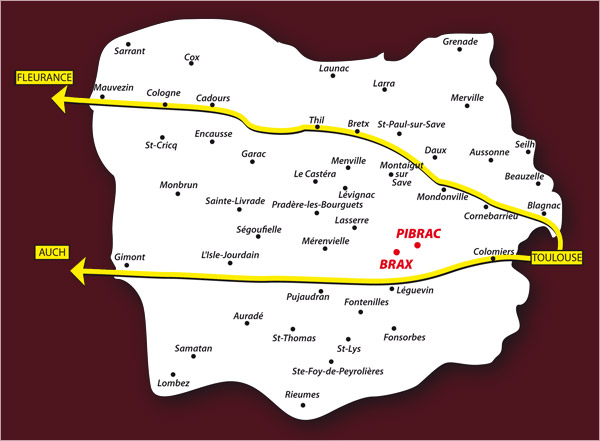 Grenade
Sarrant
Cox
Launac
FLEURANCE
Mauvezin
Cologne
Cadours
Larra
Merville
Thil
Bretx
St-Paul-sur-Save
St-Cricq
Encausse
Garac
Menville
Daux
Aussonne
Seilh
Le Castéra
Montaigut
sur
Save
Beauzelle
Monbrun
Lévignac
Mondonville
Sainte-Livrade
Pradère-les-Bourguets
Blagnac
Cornebarrieu
Lasserre
Ségoufielle
PIBRAC
Mérenvielle
AUCH
Gimont
L'Isle-Jourdain
BRAX
Colomiers
TOULOUSE
Pujaudran
Léguevin
Fontenilles
Auradé
St-Thomas
Fonsorbes
St-Lys
Samatan
Ste-Foy-de-Peyrolières
Lombez
Rieumes